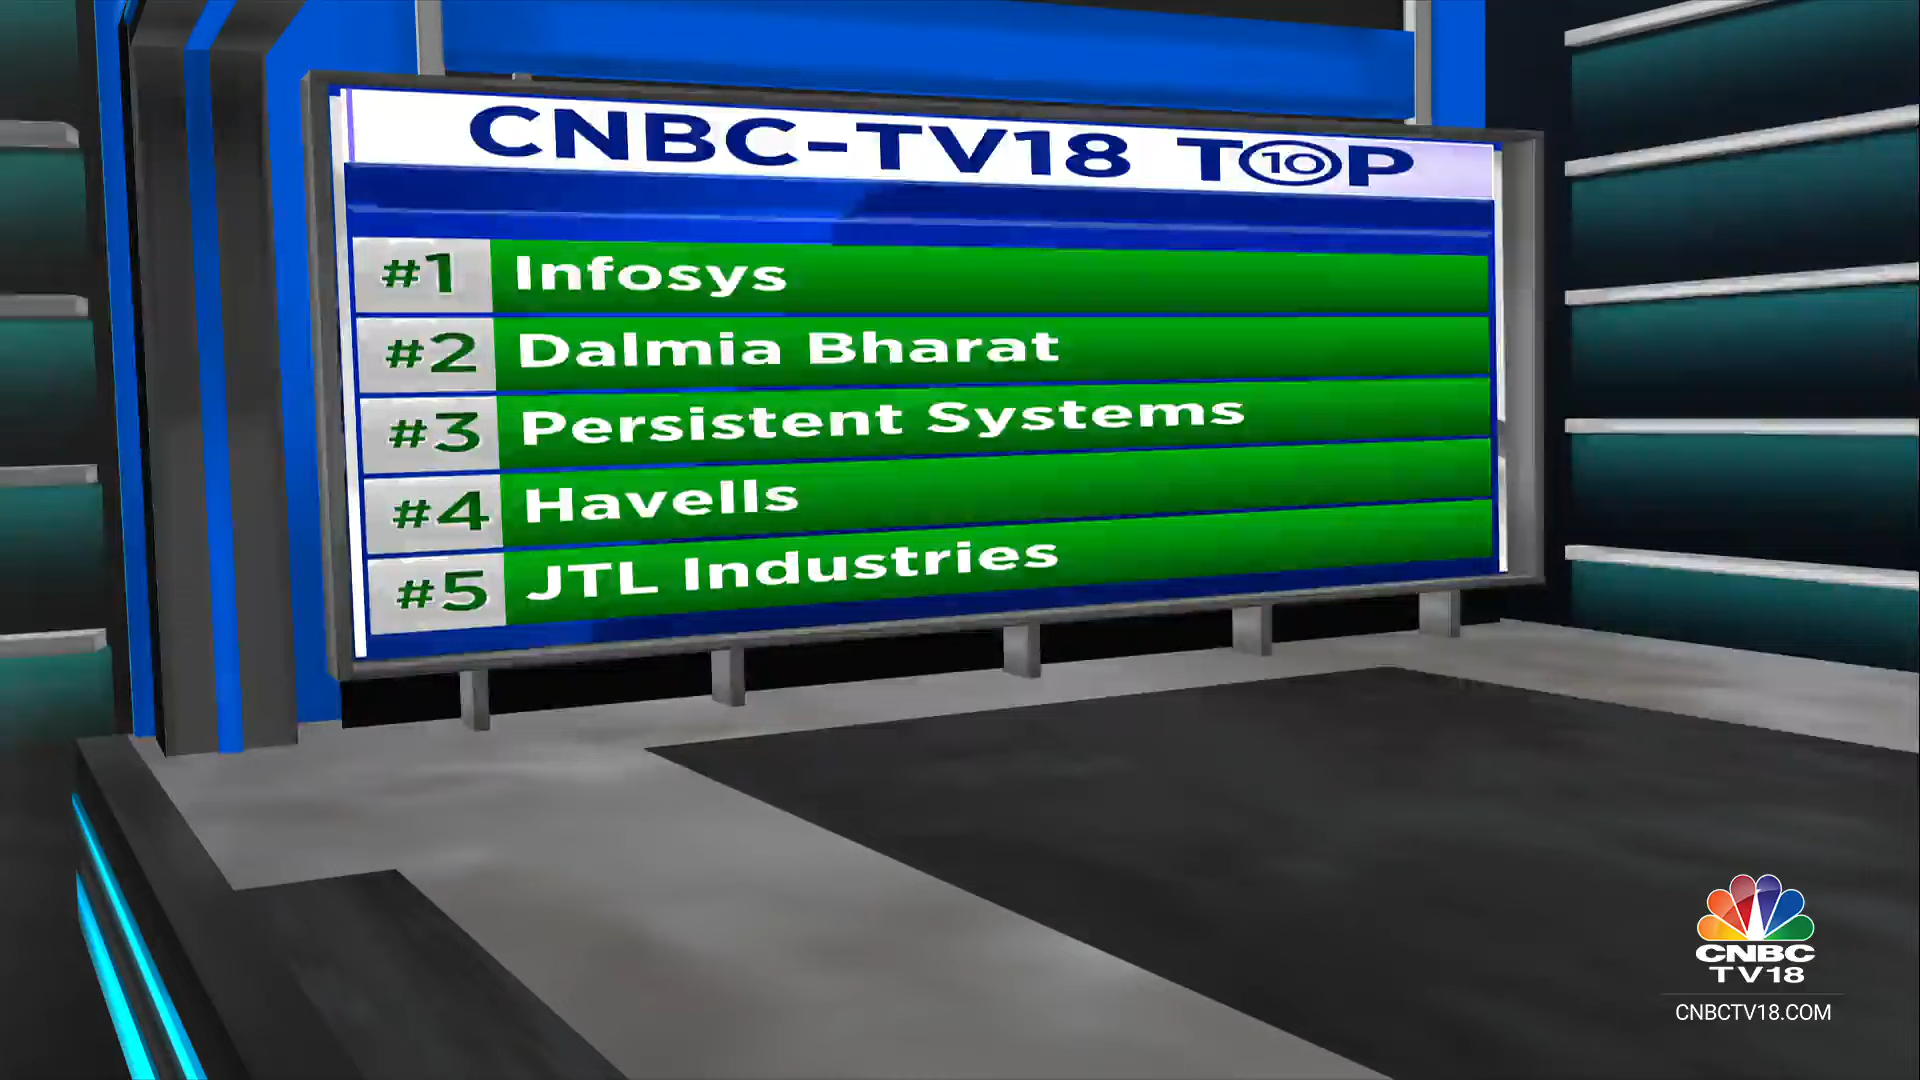 CNBC-TV18 TOP
10
#1 Infosys
#2 Dalmia Bharat
#3 Persistent Systems
#4 Havells
#5 JTL Industries
CNBC
TV18
CNBCTV18.COM